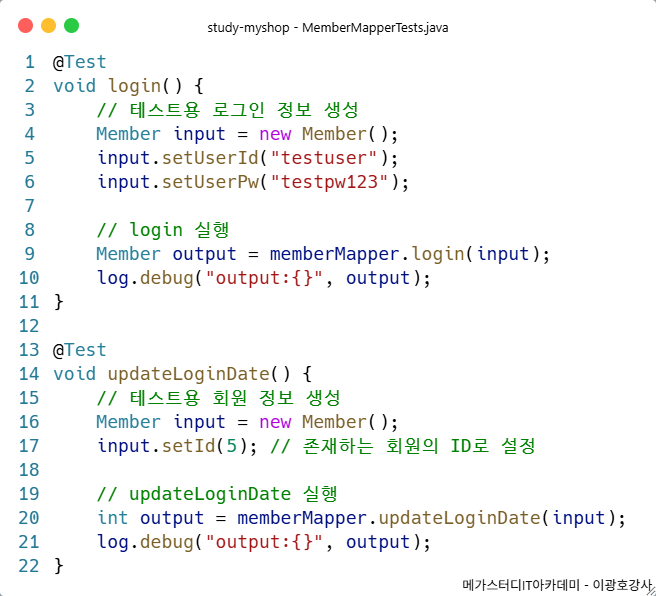 study-myshop - MemberMapperTests.java
1 @Test
2 void login() {
3     // 테스트용 로그인 정보 생성
4     Member input = new Member();
5     input.setUserId("testuser");
6     input.setUserPw("testpw123");
7
8     // login 실행
9     Member output = memberMapper.login(input);
10     log.debug("output:{}", output);
11 }
12
13 @Test
14 void updateLoginDate() {
15     // 테스트용 회원 정보 생성
16     Member input = new Member();
17     input.setId(5); // 존재하는 회원의 ID로 설정
18
19     // updateLoginDate 실행
20     int output = memberMapper.updateLoginDate(input);
21     log.debug("output:{}", output);
22 }
메가스터디IT아카데미 - 이광호강사